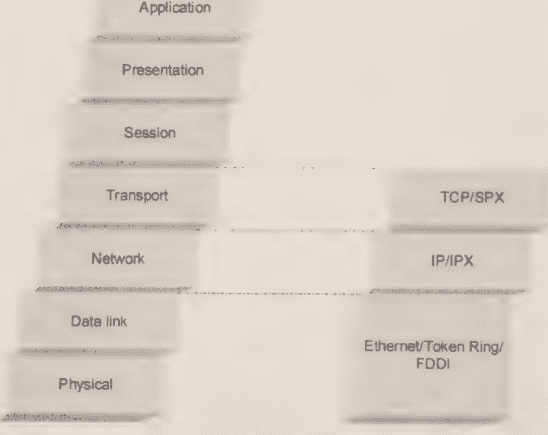 Application
Presentation
Session
Transport
TCP/SPX
Network
IP/IPX
Data link
Ethernet/Token Ring/
FDDI
Physical